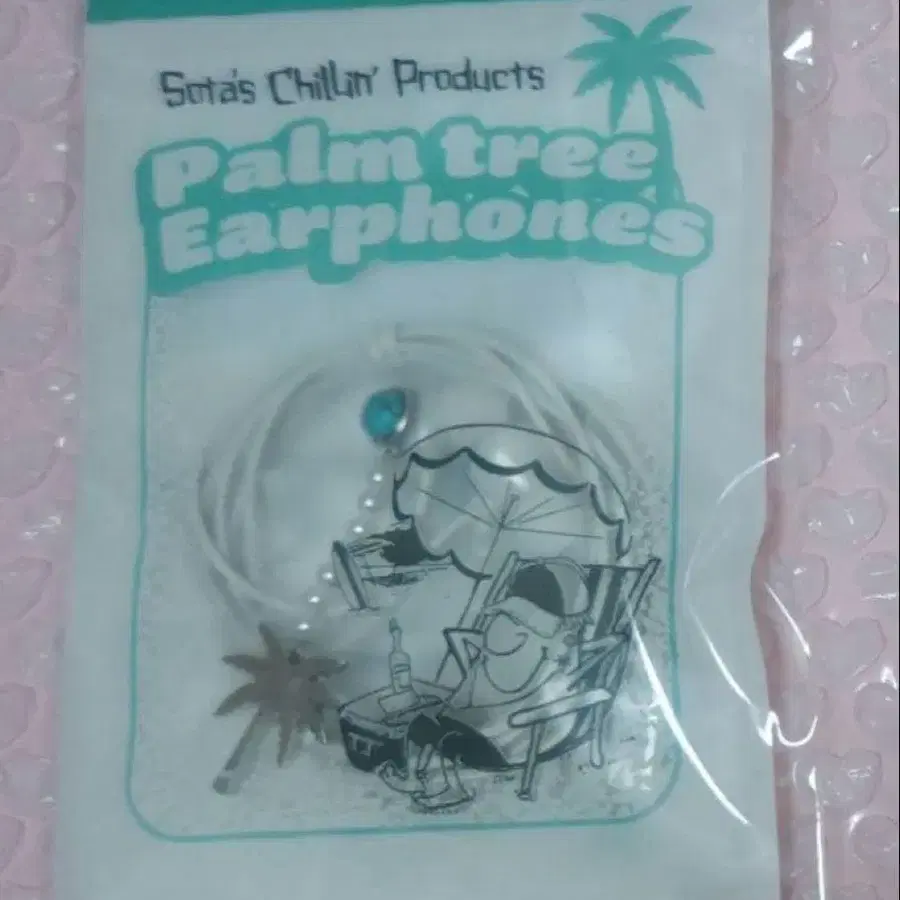 Sota's Chillin' Products
Palm tree
Earphones